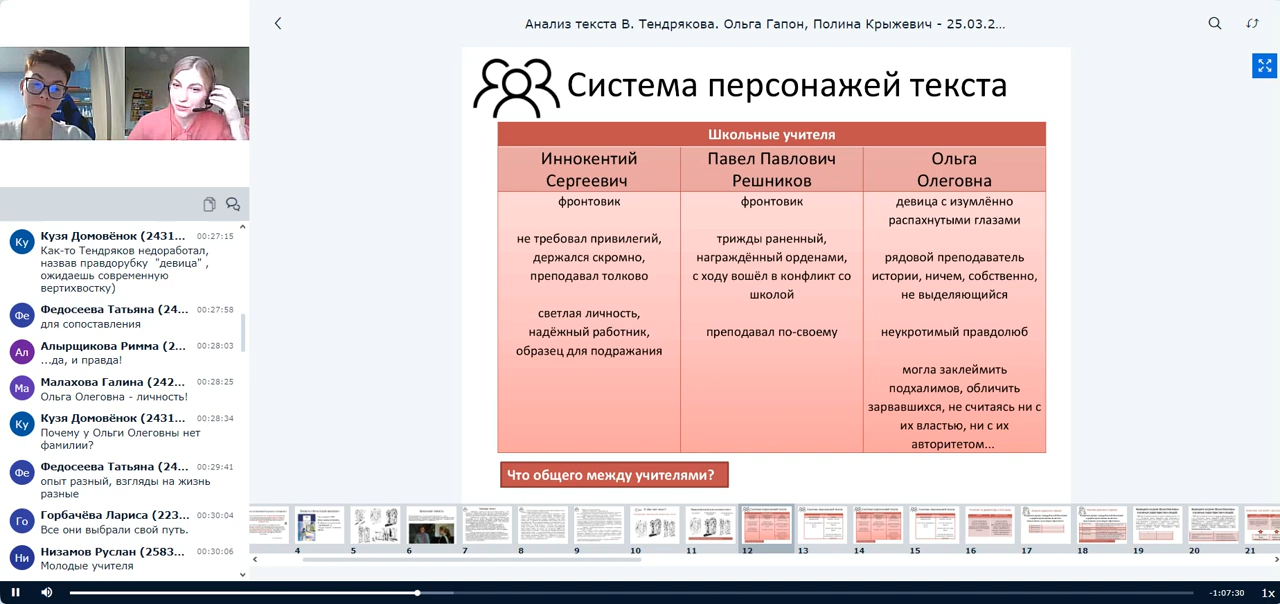 Анализ текста В. Тендрякова. Ольга Гапон, Полина Крыжевич - 25.03.2...
Система персонажей текста
Школьные учителя
Иннокентий
Сергеевич
фронтовик
не требовал привилегий,
держался скромно,
преподавал толково
светлая личность,
надёжный работник,
образец для подражания
Павел Павлович
Решников
фронтовик
трижды раненный,
награждённый орденами,
с ходу вошёл в конфликт со
школой
преподавал по-своему
Ольга
Олеговна
девица с изумлённо
распахнутыми глазами
рядовой преподаватель
истории, ничем, собственно,
не выделяющийся
неукротимый правдолюб
могла заклеймить
подхалимов, обличить
зарвавшихся, не считаясь ни с
их властью, ни с их
авторитетом...
Что общего между учителями?
Ку
Кузя Домовёнок (2431... 00:27:15
Как-то Тендряков недоработал,
назвав правдорубку "девица" ,
ожидаешь современную
вертихвостку)
Фе
Федосеева Татьяна (24... 00:27:58
для сопоставления
Ал
Алырщикова Римма (2... 00:28:03
...да, и правда!
Ма
Малахова Галина (242... 00:28:25
Ольга Олеговна - личность!
Ку
Кузя Домовёнок (2431... 00:28:34
Почему у Ольги Олеговны нет
фамилии?
Фе
Федосеева Татьяна (24... 00:29:41
опыт разный, взгляды на жизнь
разные
Го
Горбачёва Лариса (223... 00:30:04
Все они выбрали свой путь.
Ни
Низамов Руслан (2583... 00:30:06
Молодые учителя
4 5 6 7 8 9 10 11 12 13 14 15 16 17 18 19 20 21
-1:07:30 1x